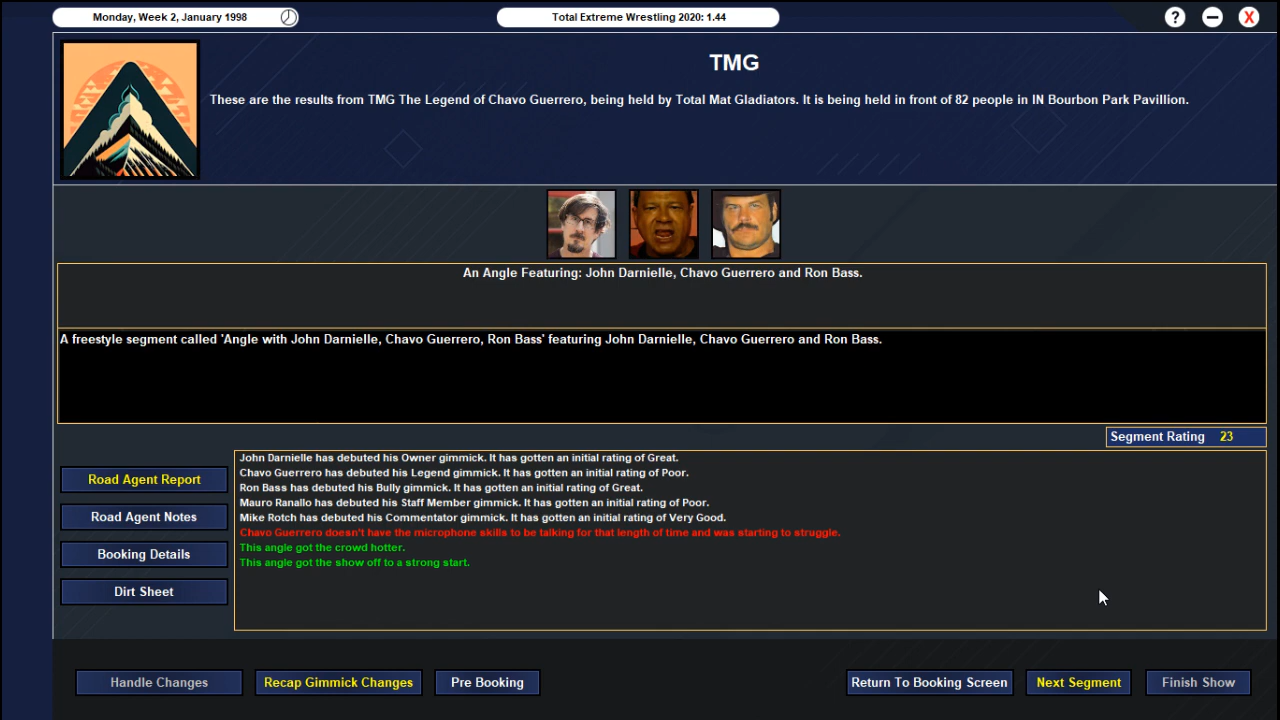 Monday, Week 2, January 1998
Total Extreme Wrestling 2020: 1.44
?
X
TMG
These are the results from TMG The Legend of Chavo Guerrero, being held by Total Mat Gladiators. It is being held in front of 82 people in IN Bourbon Park Pavillion.
An Angle Featuring: John Darnielle, Chavo Guerrero and Ron Bass.
A freestyle segment called 'Angle with John Darnielle, Chavo Guerrero, Ron Bass' featuring John Darnielle, Chavo Guerrero and Ron Bass.
Segment Rating 23
Road Agent Report
Road Agent Notes
Booking Details
Dirt Sheet
John Darnielle has debuted his Owner gimmick. It has gotten an initial rating of Great.
Chavo Guerrero has debuted his Legend gimmick. It has gotten an initial rating of Poor.
Ron Bass has debuted his Bully gimmick. It has gotten an initial rating of Great.
Mauro Ranallo has debuted his Staff Member gimmick. It has gotten an initial rating of Poor.
Mike Rotch has debuted his Commentator gimmick. It has gotten an initial rating of Very Good.
Chavo Guerrero doesn't have the microphone skills to be talking for that length of time and was starting to struggle.
This angle got the crowd hotter.
This angle got the show off to a strong start.
Handle Changes
Recap Gimmick Changes
Pre Booking
Return To Booking Screen
Next Segment
Finish Show